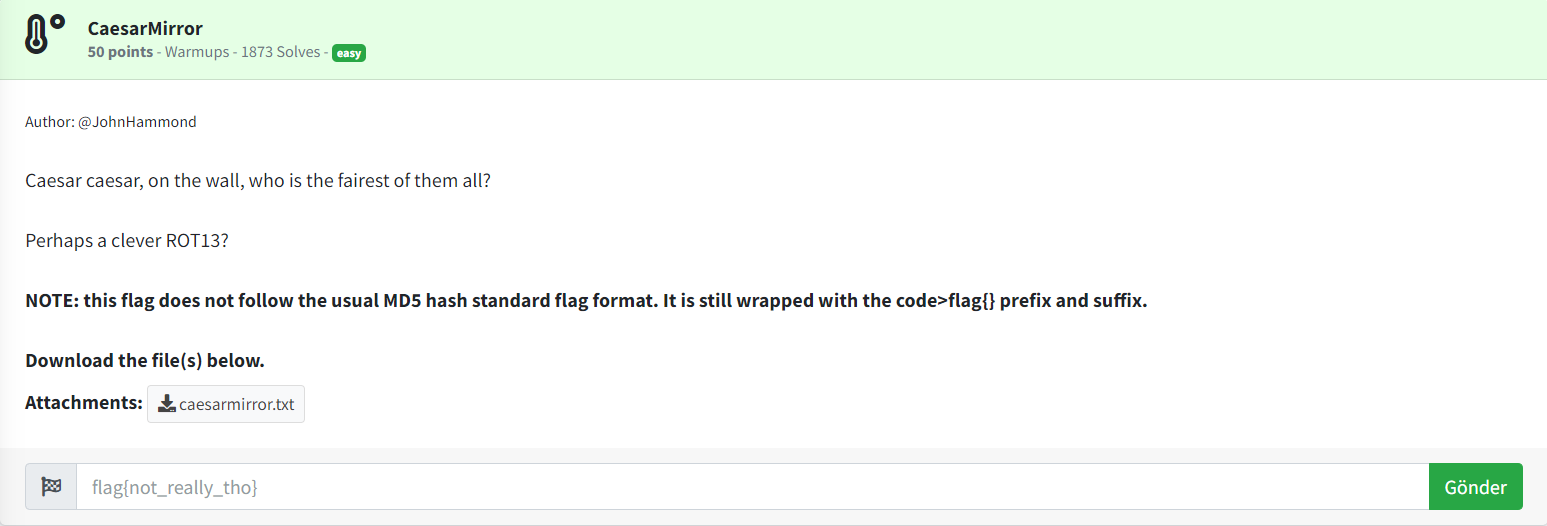 CaesarMirror
50 points - Warmups - 1873 Solves - easy
Author: @JohnHammond
Caesar caesar, on the wall, who is the fairest of them all?
Perhaps a clever ROT13?
NOTE: this flag does not follow the usual MD5 hash standard flag format. It is still wrapped with the code>flag{} prefix and suffix.
Download the file(s) below.
Attachments: caesarmirror.txt
flag{not_really_tho} Gönder